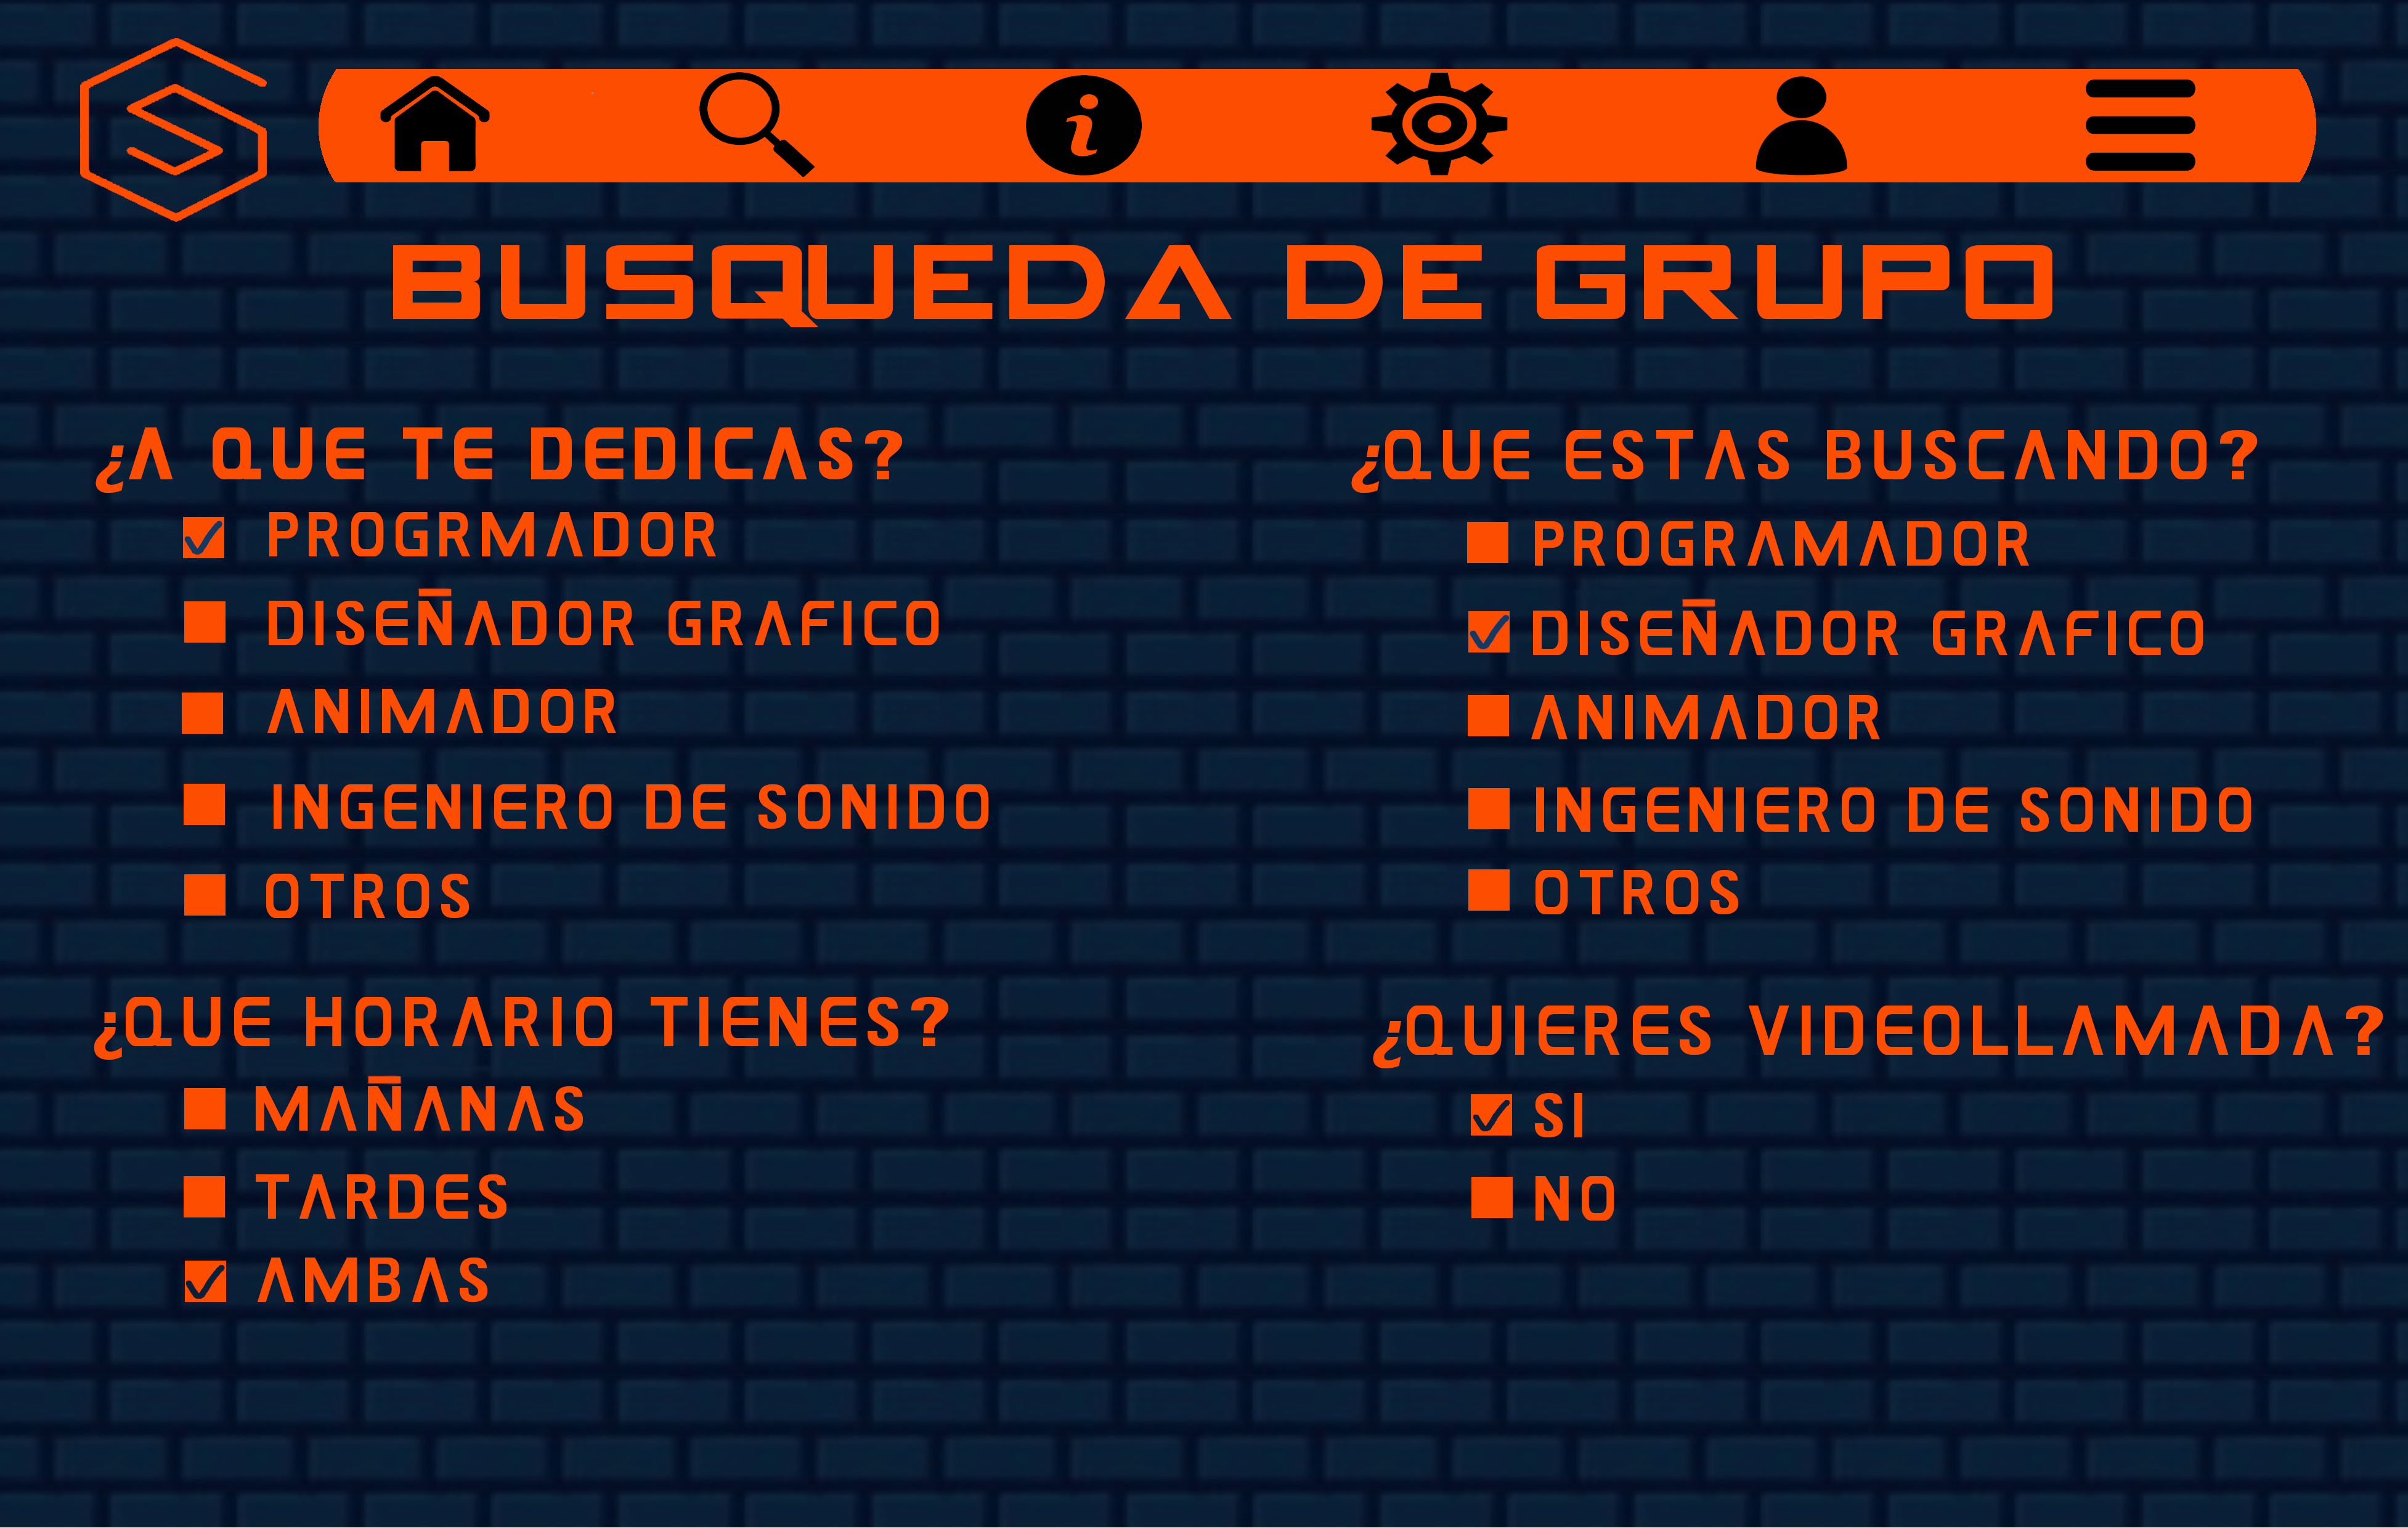 BUSQUEDA DE GRUPO
¿A QUE TE DEDICAS?
PROGRMADOR
DISEÑADOR GRAFICO
ANIMADOR
INGENIERO DE SONIDO
OTROS
¿QUE ESTAS BUSCANDO?
PROGRAMADOR
DISEÑADOR GRAFICO
ANIMADOR
INGENIERO DE SONIDO
OTROS
¿QUE HORARIO TIENES?
MAÑANAS
TARDES
AMBAS
¿QUIERES VIDEOLLAMADA?
SI
NO